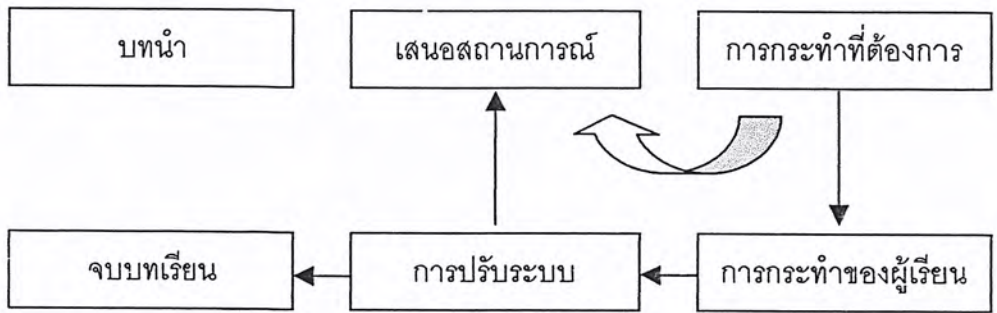 บทนำ
เสนอสถานการณ์
การกระทำที่ต้องการ
จบบทเรียน
การปรับระบบ
การกระทำของผู้เรียน